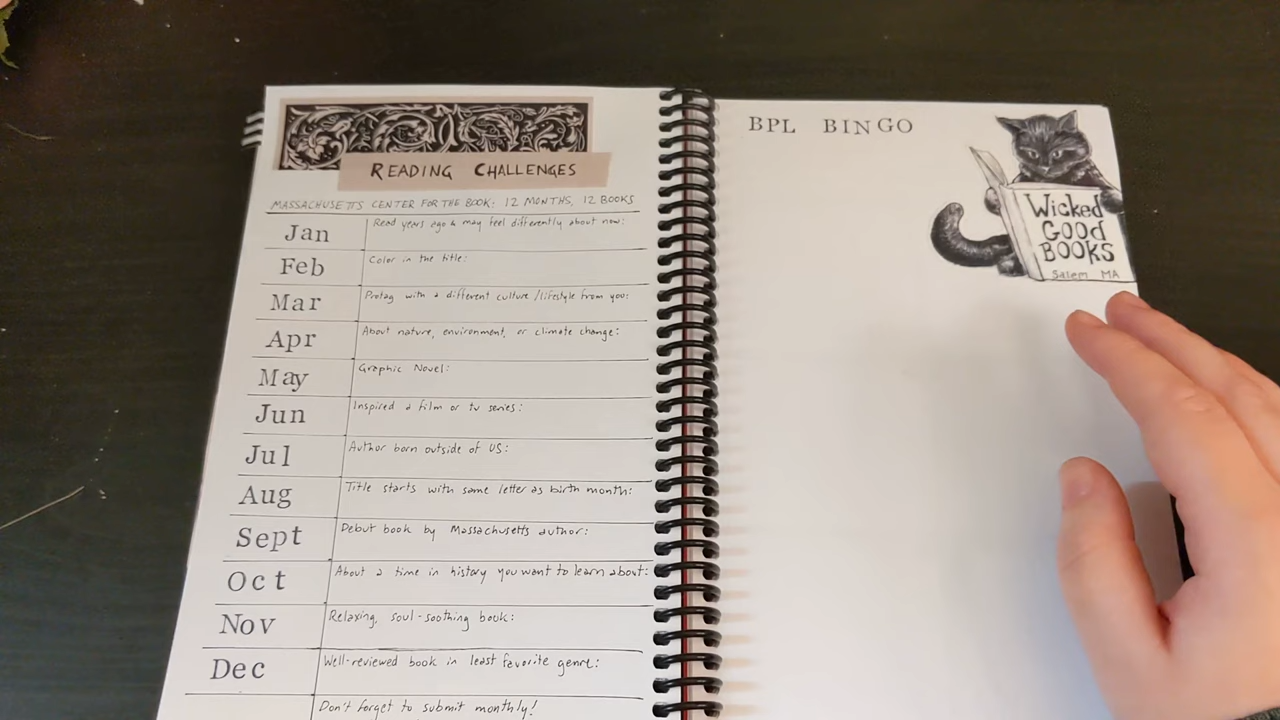 READING CHALLENGES
MASSACHUSETTS CENTER FOR THE BOOK: 12 MONTHS, 12 BOOKS
Jan Read years ago & may feel differently about now:
Feb Color in the title:
Mar Protag with a different culture/lifestyle from you:
Apr About nature, environment, or climate change:
May Graphic Novel:
Jun Inspired a film or tv series:
Jul Author born outside of US:
Aug Title starts with same letter as birth month:
Sept Debut book by Massachusetts author:
Oct About a time in history you want to learn about:
Nov Relaxing, soul-soothing book:
Dec Well-reviewed book in least favorite genre:
Don't forget to submit monthly!
BPL BINGO
Wicked
Good
BOOKS
Salem MA